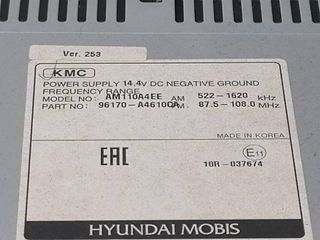 Ver. 253
KMC
POWER SUPPLY 14.4V DC NEGATIVE GROUND
FREQUENCY RANGE
MODEL NO: AM110A4EE AM 522-1620 kHz
PART NO: 96170-A4610CA M 87.5-108.0 MHz
MADE IN KOREA
EAC E11
10R-037674
HYUNDAI MOBIS